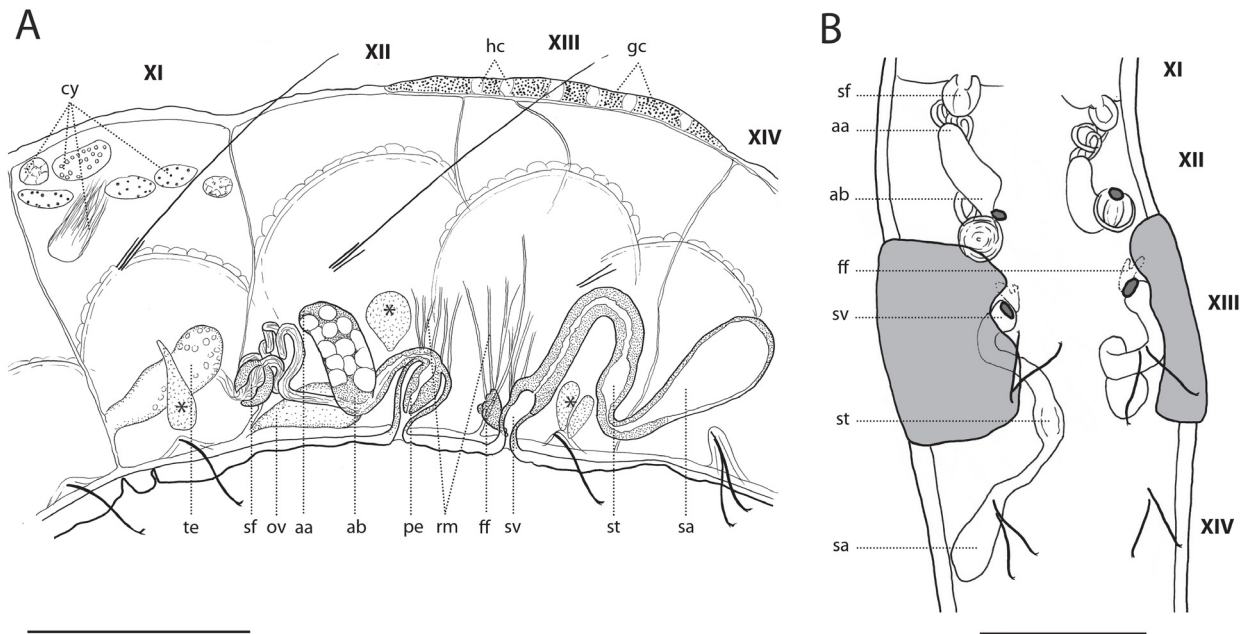 A
XI
XII
hc
XIII
gc
cy
XIV
*
*
*
te
sf
ov
aa
ab
pe
rm
ff
sv
st
sa
B
XI
sf
aa
XII
ab
ff
XIII
sv
st
XIV
sa